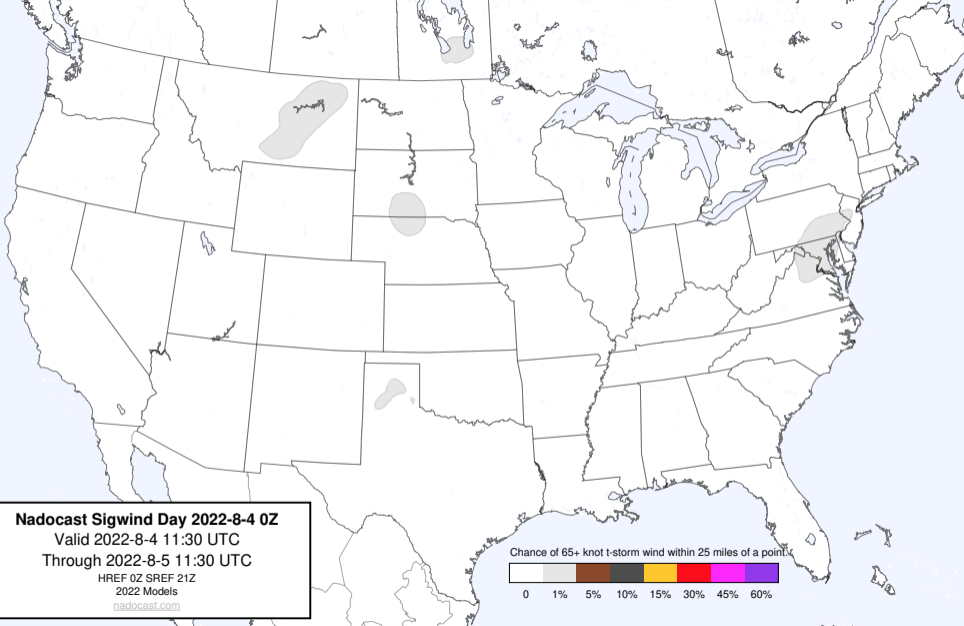 Nadocast Sigwind Day 2022-8-4 0Z
Valid 2022-8-4 11:30 UTC
Through 2022-8-5 11:30 UTC
HREF 0Z SREF 21Z
2022 Models
nadocast.com
Chance of 65+ knot t-storm wind within 25 miles of a point.
0 1% 5% 10% 15% 30% 45% 60%